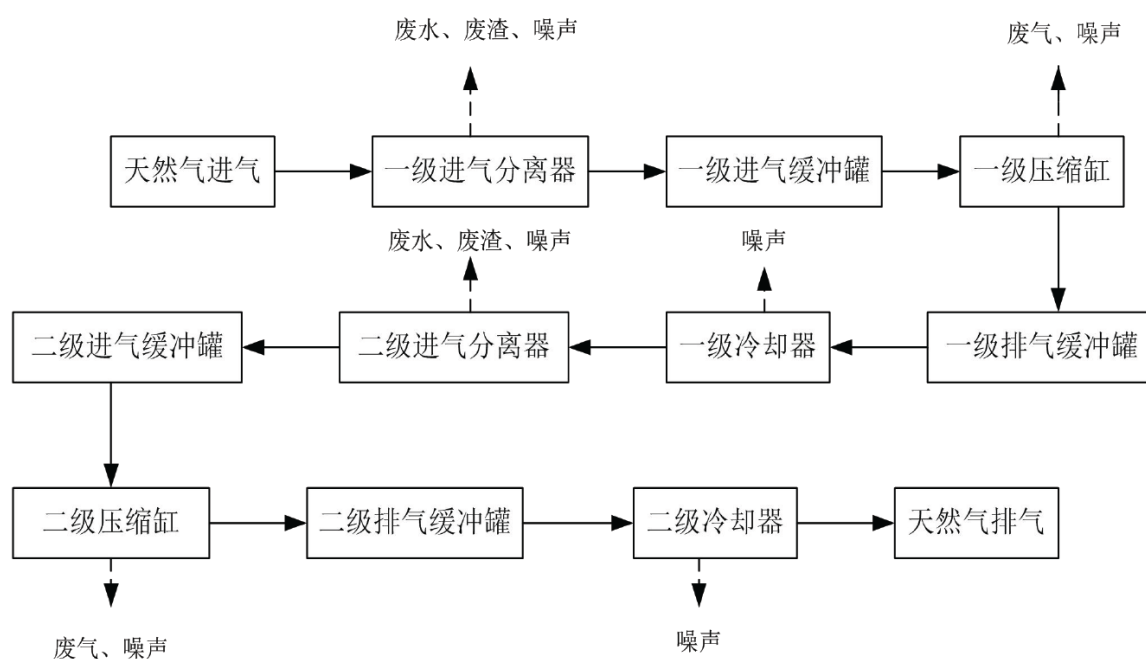 废水、废渣、噪声
废气、噪声
天然气进气
一级进气分离器
一级进气缓冲罐
一级压缩缸
废水、废渣、噪声
噪声
二级进气缓冲罐
二级进气分离器
一级冷却器
一级排气缓冲罐
二级压缩缸
二级排气缓冲罐
二级冷却器
天然气排气
废气、噪声
噪声